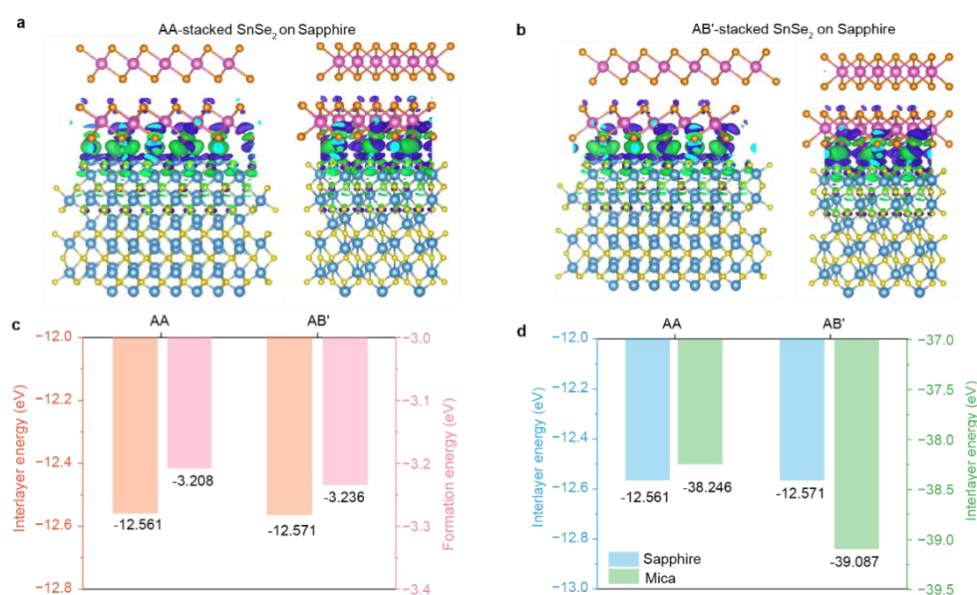 a
AA-stacked SnSe₂ on Sapphire
b
AB'-stacked SnSe₂ on Sapphire
c
AA
AB'
−12.0
−12.2
−12.4
−12.6
−12.8
Interlayer energy (eV)
-12.561
-3.208
-12.571
-3.236
−3.0
−3.1
−3.2
−3.3
−3.4
Formation energy (eV)
d
AA
AB'
−12.0
−12.2
−12.4
−12.6
−12.8
−13.0
Interlayer energy (eV)
-12.561
-38.246
-12.571
-39.087
Sapphire
Mica
−37.0
−37.5
−38.0
−38.5
−39.0
−39.5
Interlayer energy (eV)